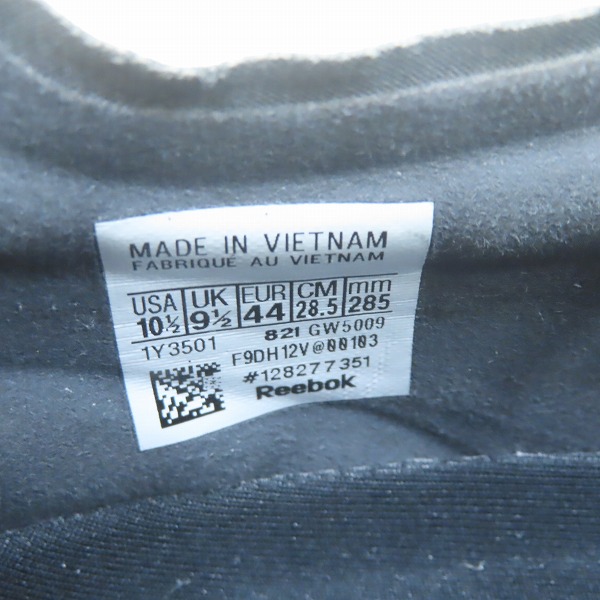 MADE IN VIETNAM
FABRIQUÉ AU VIETNAM
USA UK EUR CM mm
10½ 9½ 44 28.5 285
821 GW5009
1Y3501 F9DH12V@00103
#128277351
Reebok